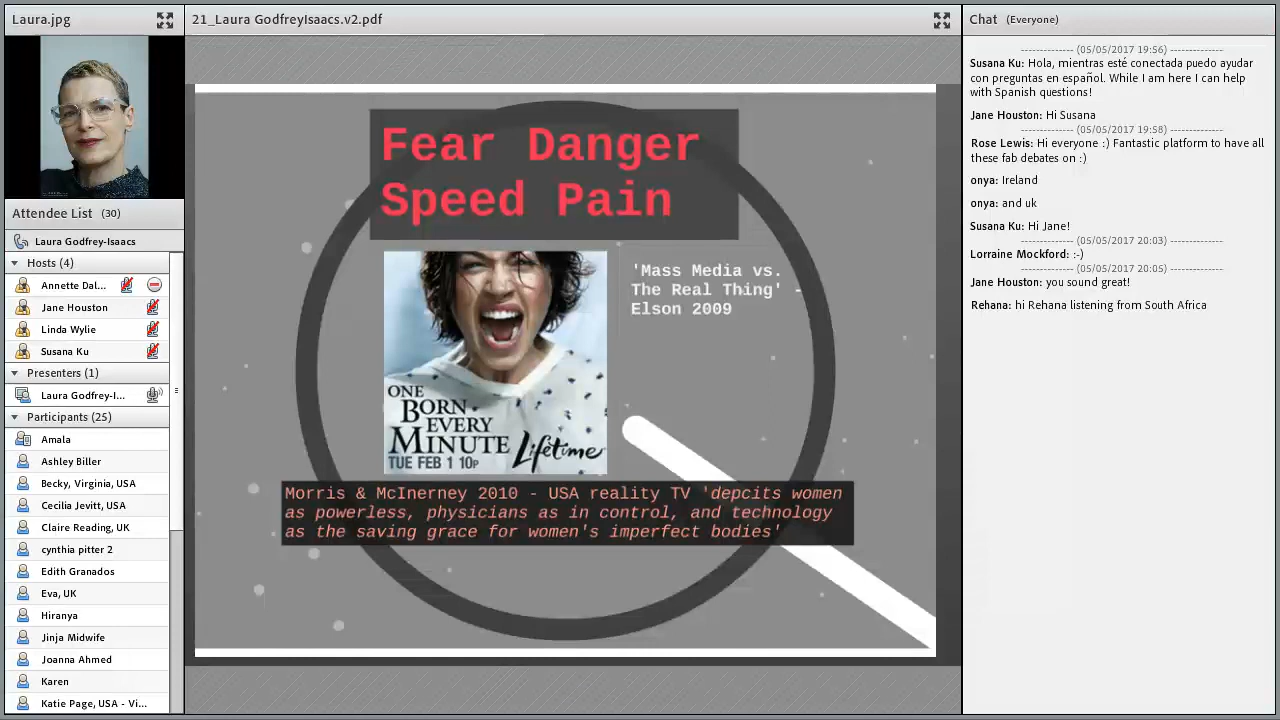 Laura.jpg
21_Laura GodfreyIsaacs.v2.pdf
Chat (Everyone)
Attendee List (30)
Laura Godfrey-Isaacs
Hosts (4)
Annette Dal...
Jane Houston
Linda Wylie
Susana Ku
Presenters (1)
Laura Godfrey-I...
Participants (25)
Amala
Ashley Biller
Becky, Virginia, USA
Cecilia Jevitt, USA
Claire Reading, UK
cynthia pitter 2
Edith Granados
Eva, UK
Hiranya
Jinja Midwife
Joanna Ahmed
Karen
Katie Page, USA - Vi...
Fear Danger
Speed Pain
'Mass Media vs.
The Real Thing' -
Elson 2009
ONE
BORN
EVERY
MINUTE
Lifetime
TUE FEB 1 10P
Morris & McInerney 2010 - USA reality TV 'depcits women
as powerless, physicians as in control, and technology
as the saving grace for women's imperfect bodies'
-------------- (05/05/2017 19:56) --------------
Susana Ku: Hola, mientras esté conectada puedo ayudar
con preguntas en español. While I am here I can help
with Spanish questions!
Jane Houston: Hi Susana
-------------- (05/05/2017 19:58) --------------
Rose Lewis: Hi everyone :) Fantastic platform to have all
these fab debates on :)
onya: Ireland
onya: and uk
Susana Ku: Hi Jane!
-------------- (05/05/2017 20:03) --------------
Lorraine Mockford: :-)
-------------- (05/05/2017 20:05) --------------
Jane Houston: you sound great!
Rehana: hi Rehana listening from South Africa